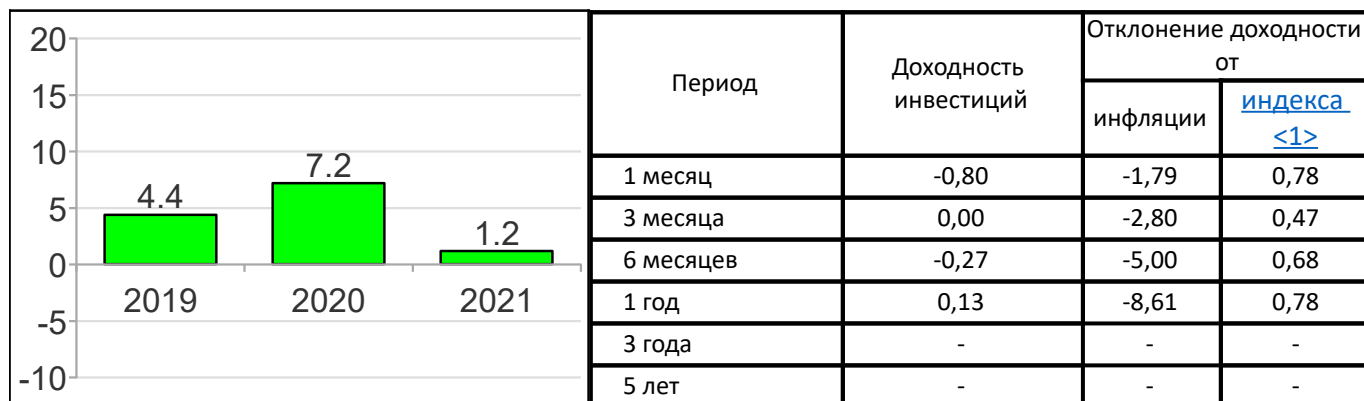 20
15
10
5
0
-5
-10
4.4
7.2
1.2
2019
2020
2021
Период
Доходность
инвестиций
Отклонение доходности
от
инфляции
индекса
<1>
1 месяц -0,80 -1,79 0,78
3 месяца 0,00 -2,80 0,47
6 месяцев -0,27 -5,00 0,68
1 год 0,13 -8,61 0,78
3 года - - -
5 лет - - -